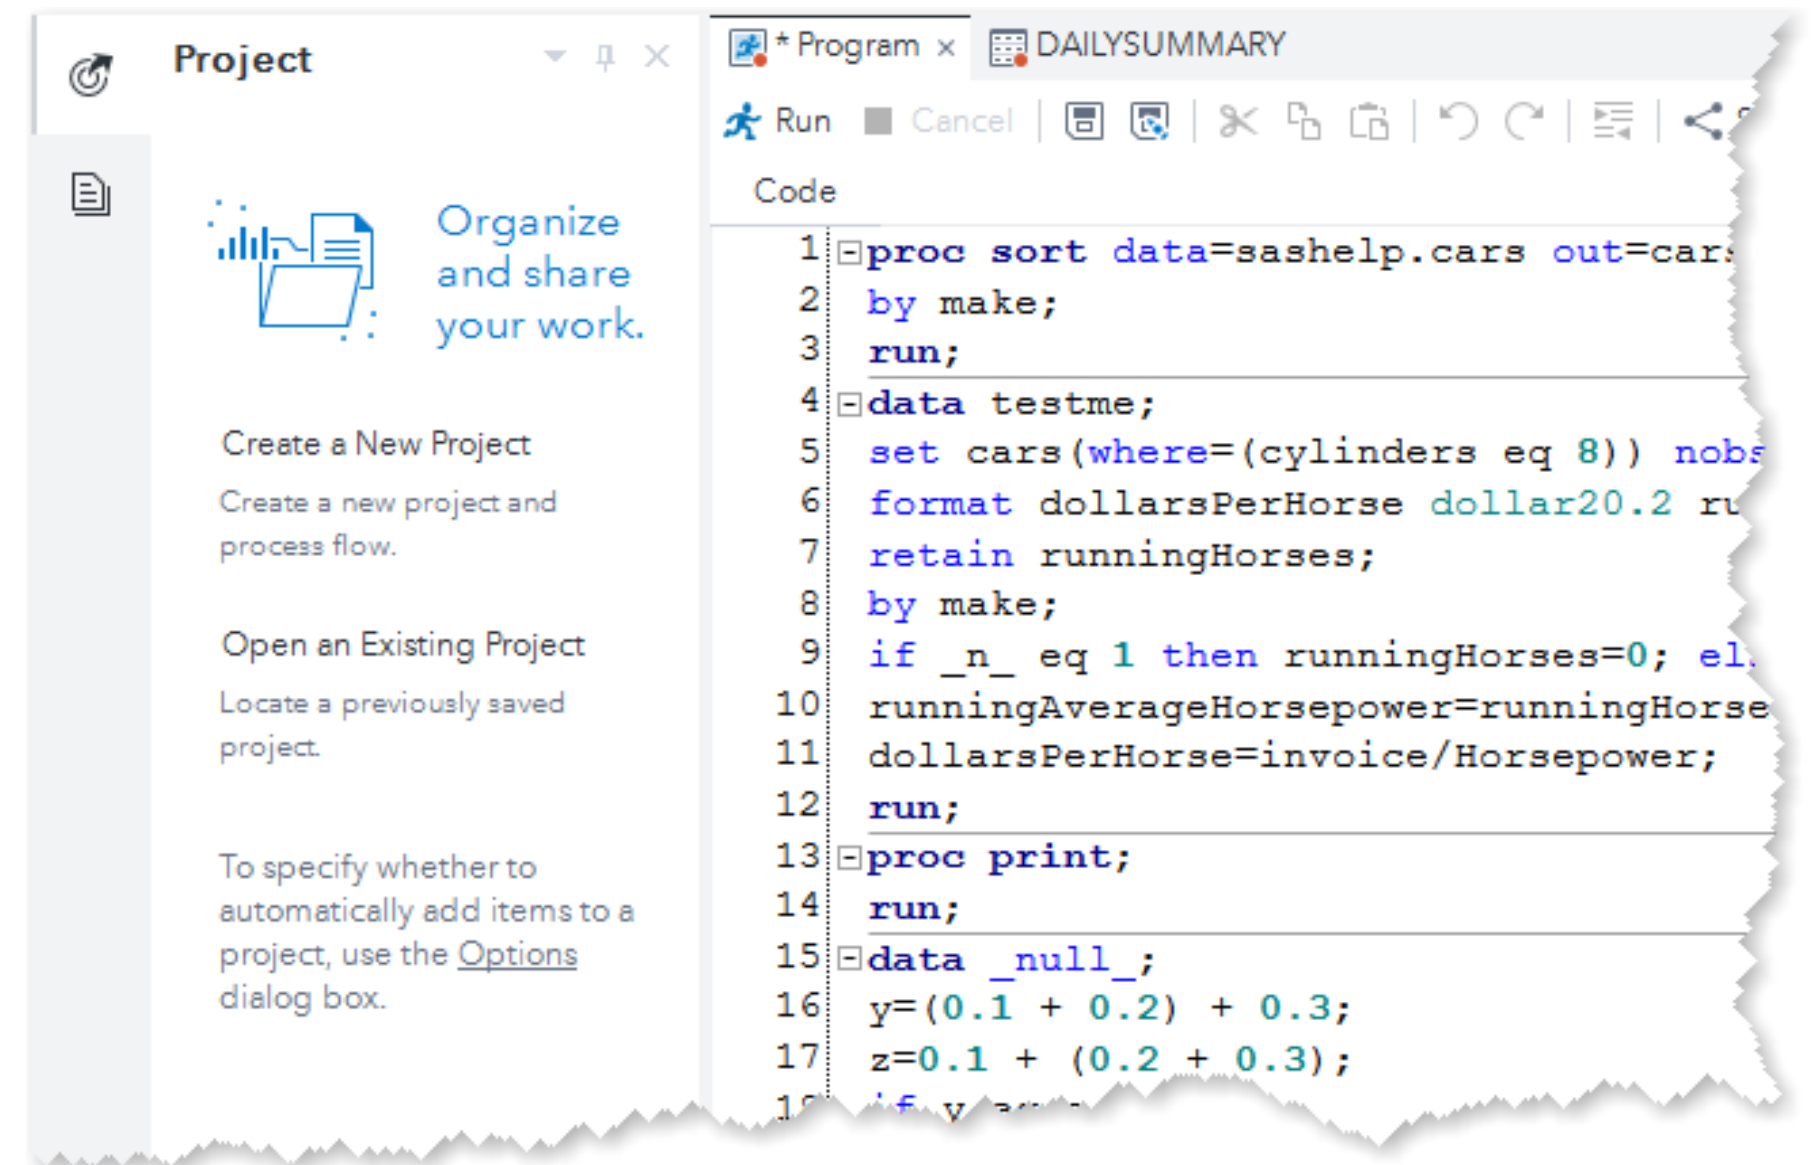 Project
* Program
DAILYSUMMARY
Run Cancel
Code
Organize
and share
your work.
Create a New Project
Create a new project and
process flow.
Open an Existing Project
Locate a previously saved
project.
To specify whether to
automatically add items to a
project, use the Options
dialog box.
1 proc sort data=sashelp.cars out=cars
2 by make;
3 run;
4 data testme;
5 set cars(where=(cylinders eq 8))
6 format dollarsPerHorse dollar20.2
7 retain runningHorses;
8 by make;
9 if _n_ eq 1 then runningHorses=0;
10 runningAverageHorsepower=runningHorse
11 dollarsPerHorse=invoice/Horsepower;
12 run;
13 proc print;
14 run;
15 data _null_;
16 y=(0.1 + 0.2) + 0.3;
17 z=0.1 + (0.2 + 0.3);